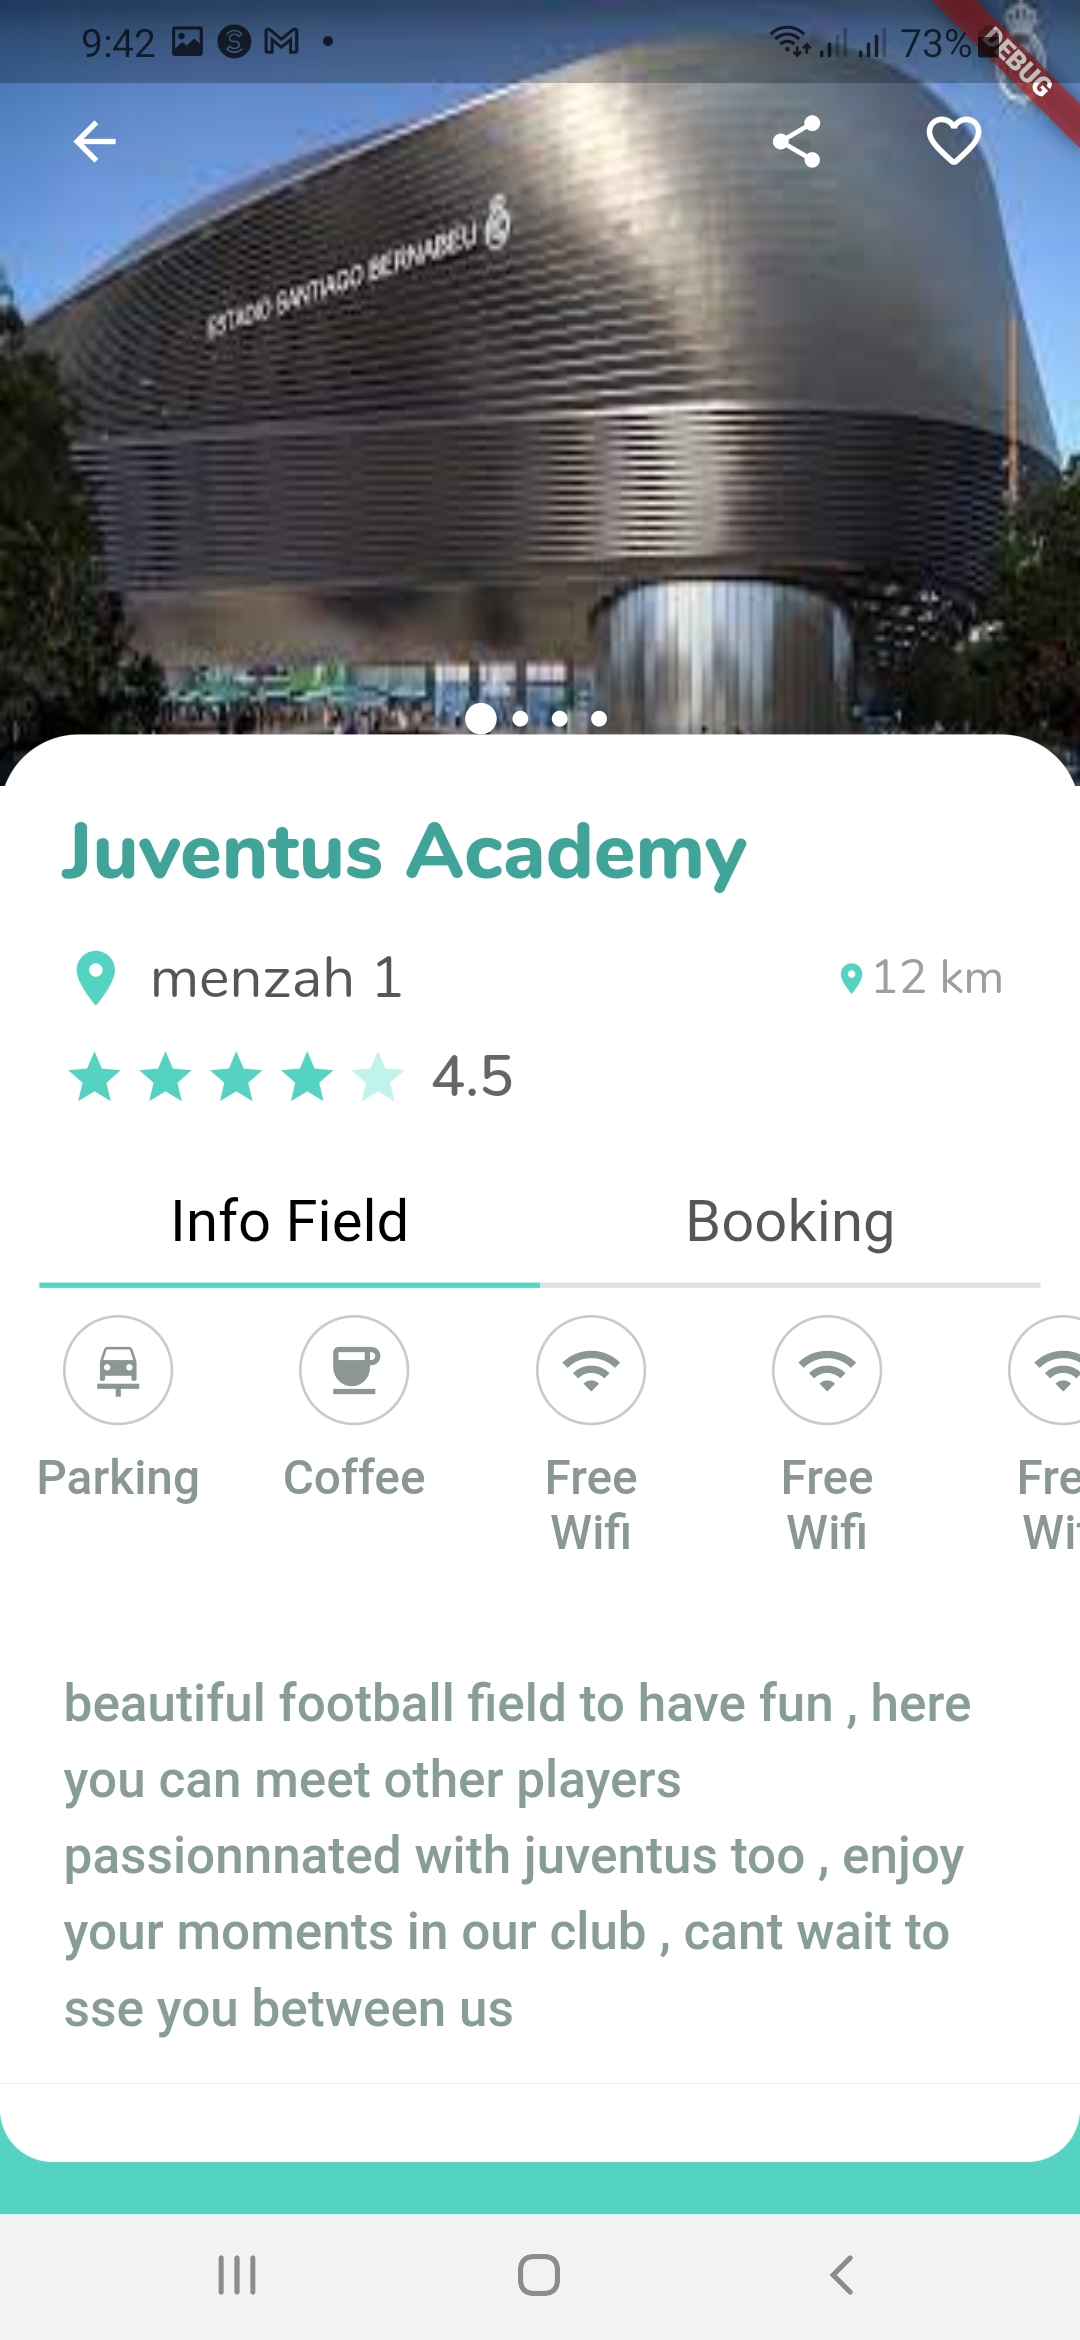 9:42
73%
DEBUG
ESTADIO SANTIAGO BERNABEU
Juventus Academy
menzah 1
12 km
4.5
Info Field
Booking
Parking
Coffee
Free
Wifi
Free
Wifi
Fre
Wi
beautiful football field to have fun , here
you can meet other players
passionnnated with juventus too , enjoy
your moments in our club , cant wait to
sse you between us